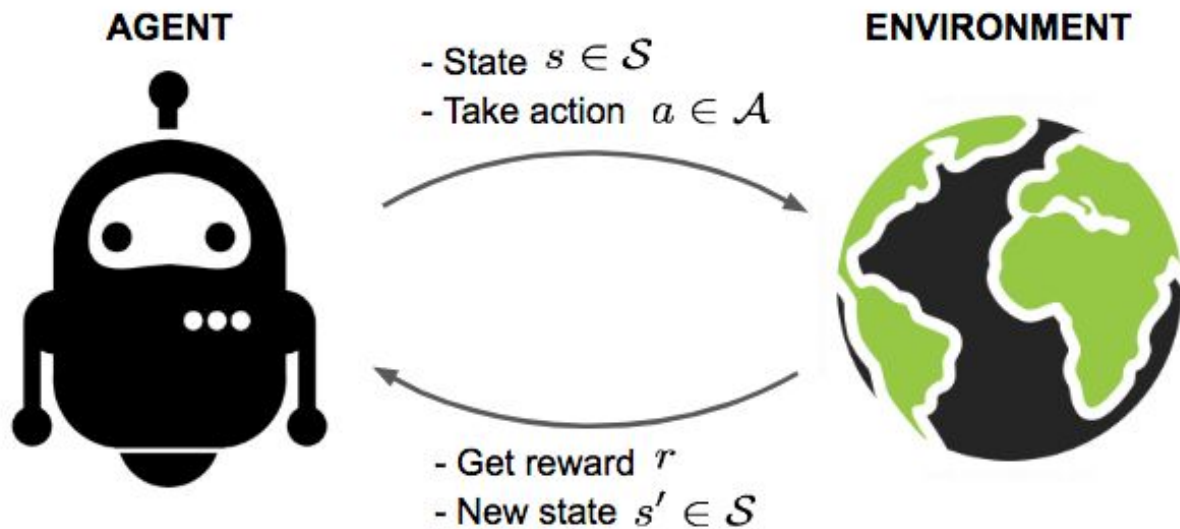 AGENT
ENVIRONMENT
- State s ∈ 𝒮
- Take action a ∈ 𝒜
- Get reward r
- New state s′ ∈ 𝒮